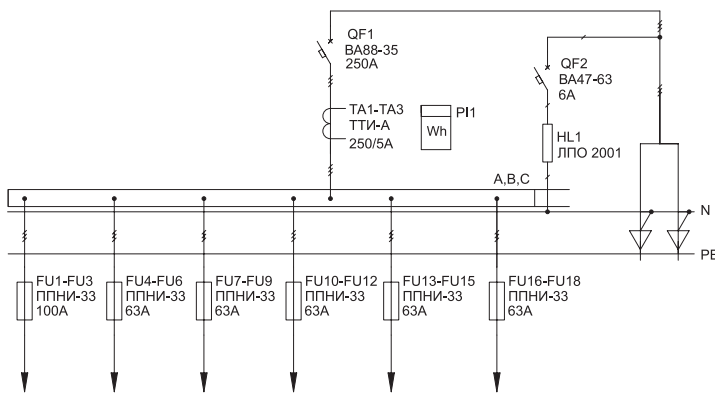 QF1
ВА88-35
250А
QF2
ВА47-63
6А
ТА1-ТА3
ТТИ-А
250/5А
PI1
Wh
HL1
ЛПО 2001
А,В,С
N
PE
FU1-FU3
ППНИ-33
100А
FU4-FU6
ППНИ-33
63А
FU7-FU9
ППНИ-33
63А
FU10-FU12
ППНИ-33
63А
FU13-FU15
ППНИ-33
63А
FU16-FU18
ППНИ-33
63А